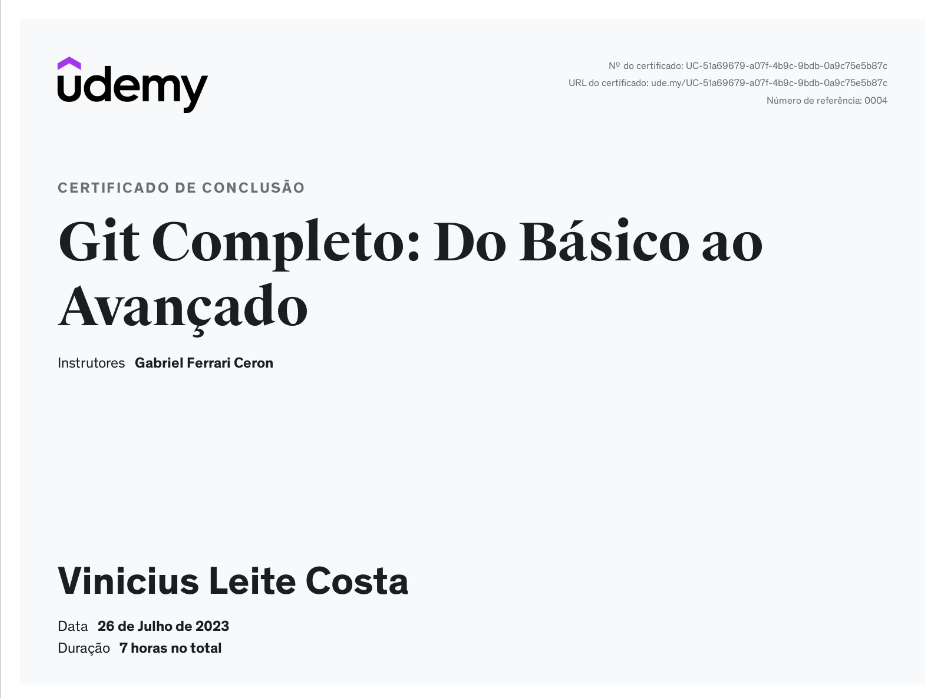 udemy
Nº do certificado: UC-51a69679-a07f-4b9c-9bdb-0a9c75e5b87c
URL do certificado: ude.my/UC-51a69679-a07f-4b9c-9bdb-0a9c75e5b87c
Número de referência: 0004
CERTIFICADO DE CONCLUSÃO
Git Completo: Do Básico ao
Avançado
Instrutores Gabriel Ferrari Ceron
Vinicius Leite Costa
Data 26 de Julho de 2023
Duração 7 horas no total